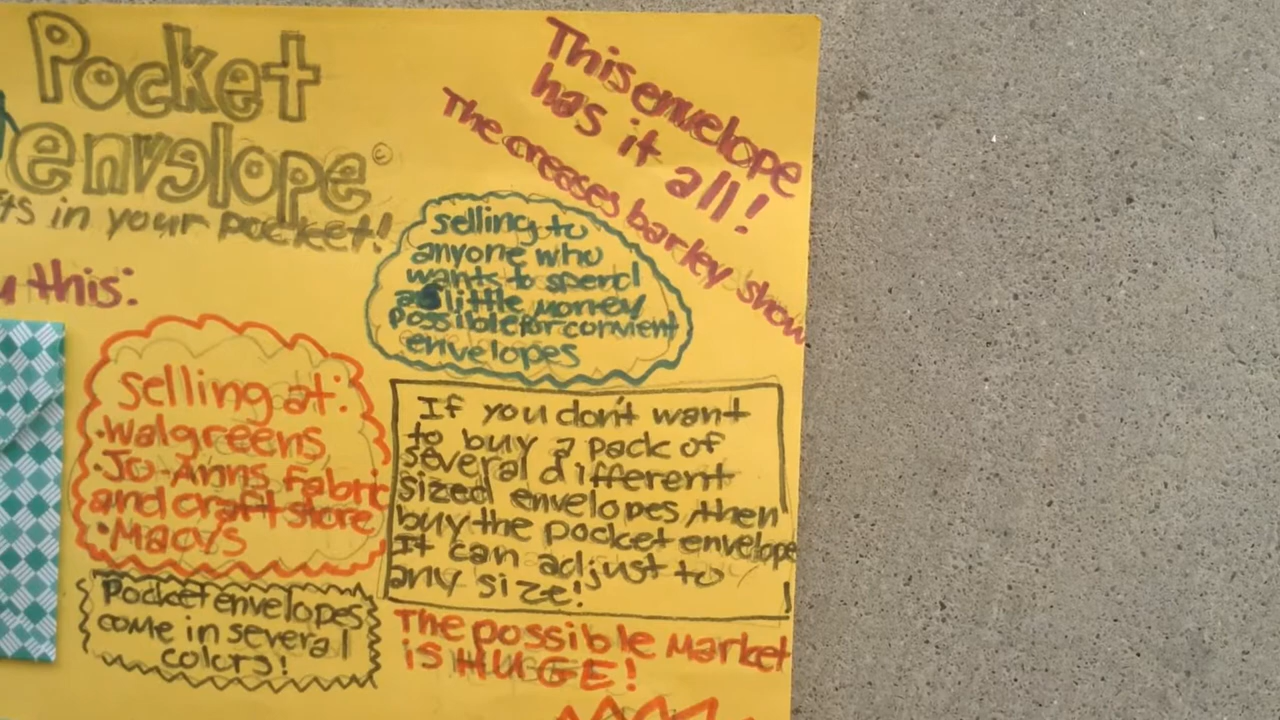 Pocket
envelope©
ts in your pocket!
u this:
This envelope
has it all!
The creases barley show
selling to
anyone who
wants to spend
little money
possible for convient
envelopes
selling at:
•Walgreens
•Jo-Anns Fabric
and craft store
•Macys
If you don't want
to buy a pack of
several different
sized envelopes, then
buy the pocket envelope
It can adjust to
any size!
!
Pocket envelopes
come in several
colors!
The possible Market
is HUGE!